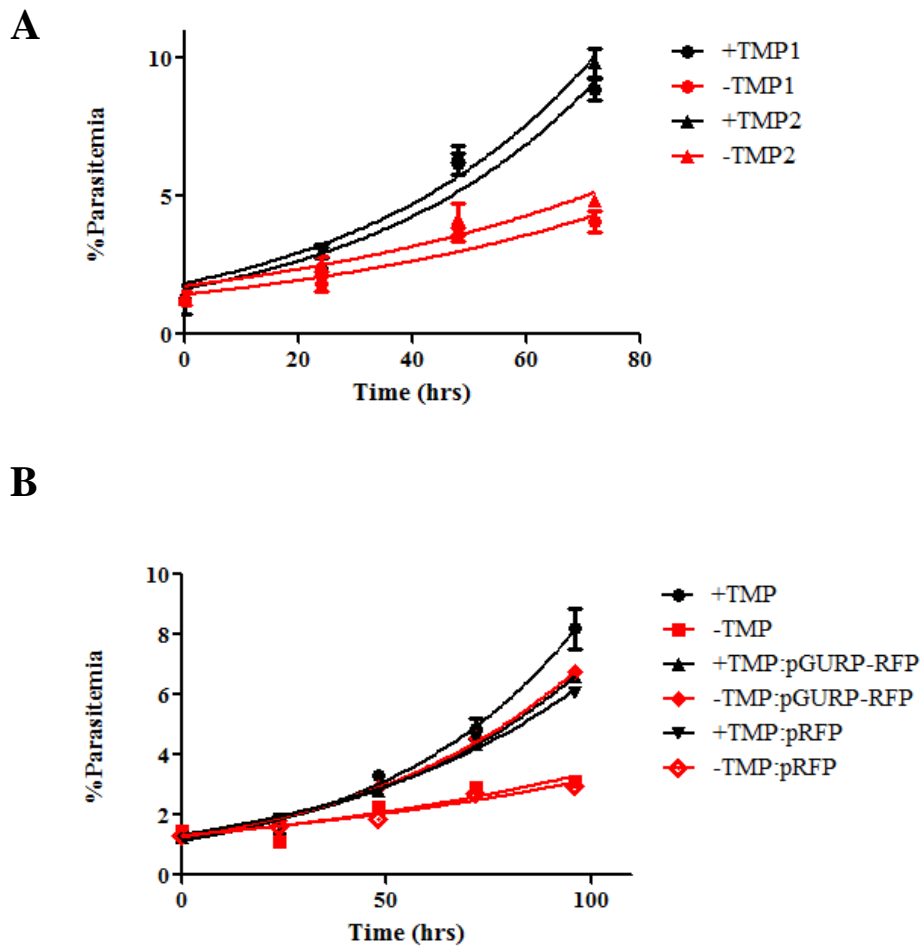 A
%Parasitemia
10
5
0
0 20 40 60 80
Time (hrs)
+TMP1
-TMP1
+TMP2
-TMP2
B
%Parasitemia
10
8
6
4
2
0
0 50 100
Time (hrs)
+TMP
-TMP
+TMP:pGURP-RFP
-TMP:pGURP-RFP
+TMP:pRFP
-TMP:pRFP